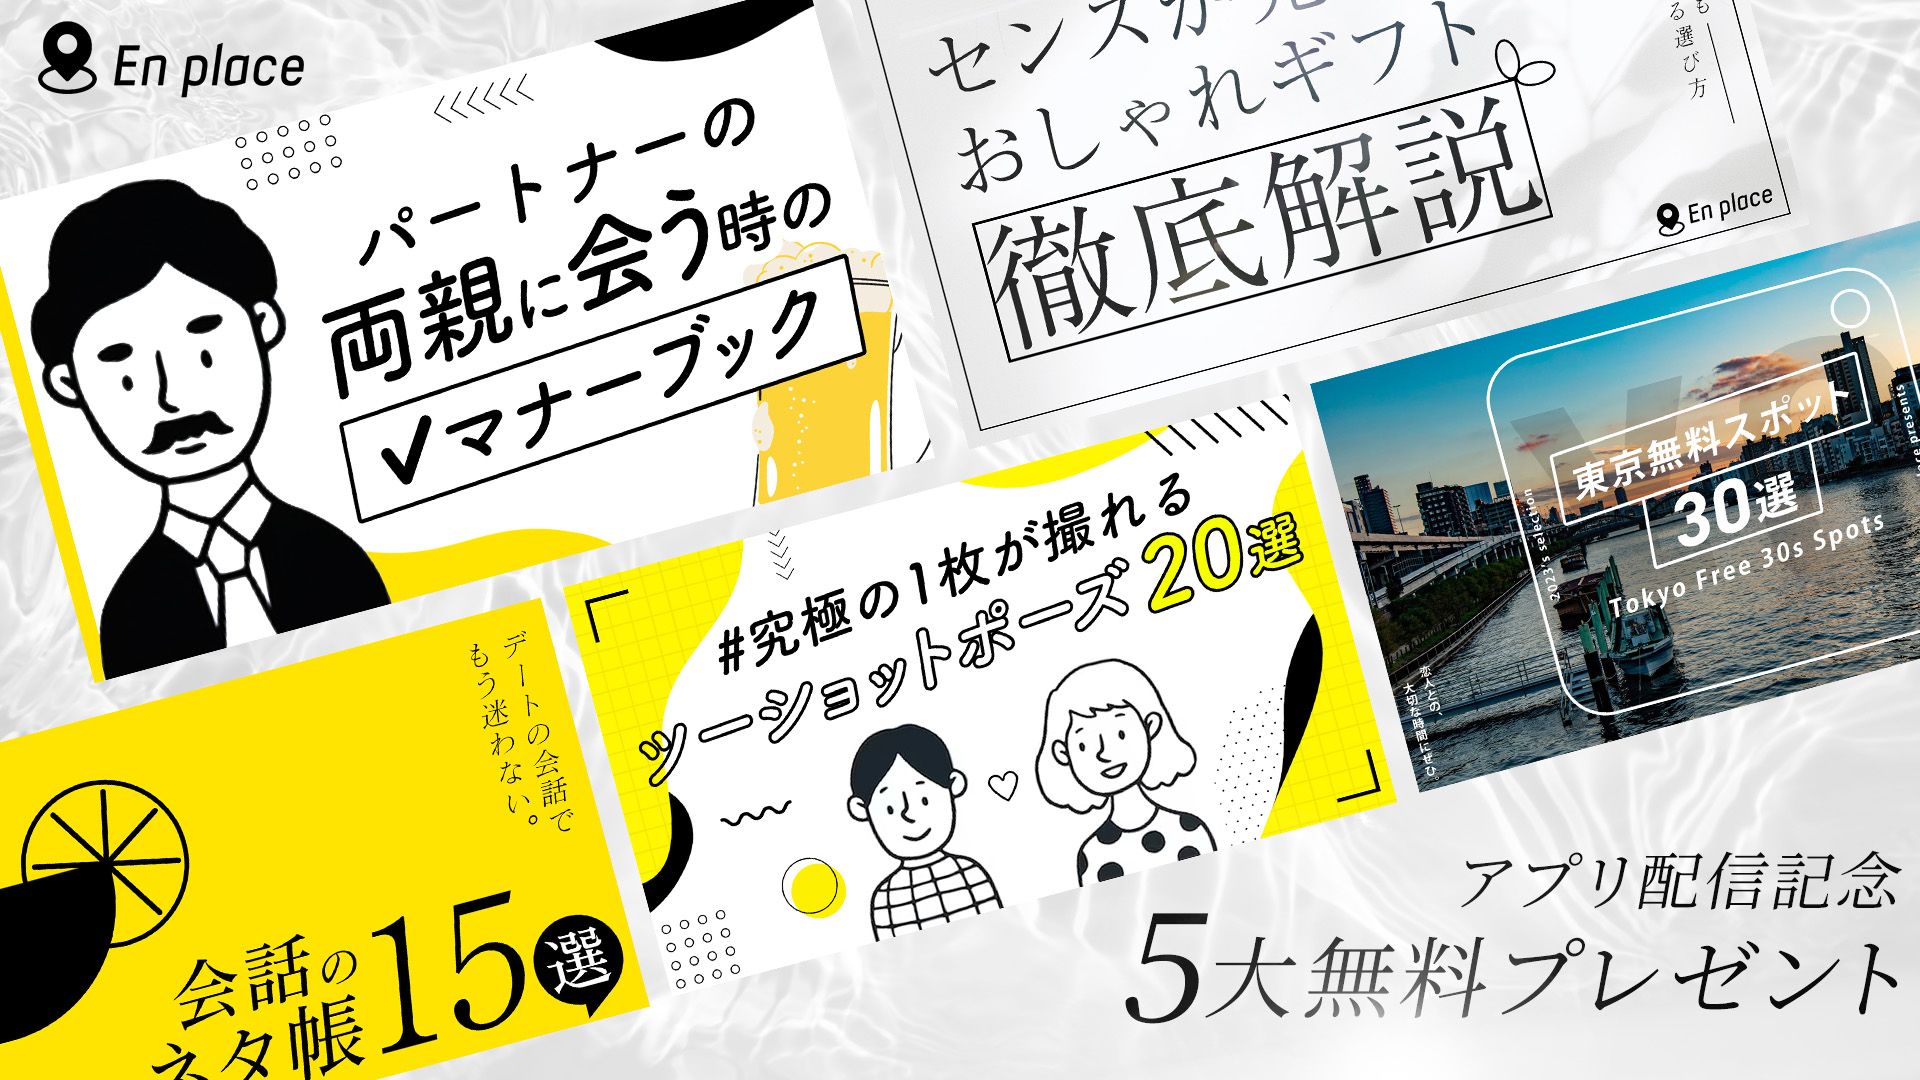 En place
パートナーの
両親に会う時の
マナーブック
おしゃれギフト
徹底解説
る選び方
En place
東京無料スポット
30選
Tokyo Free 30s Spots
2023's selection
presents
恋人との、
大切な時間にぜひ。
#究極の1枚が撮れる
ツーショットポーズ20選
デートの会話で
もう迷わない。
会話の
ネタ帳15選
アプリ配信記念
5大無料プレゼント